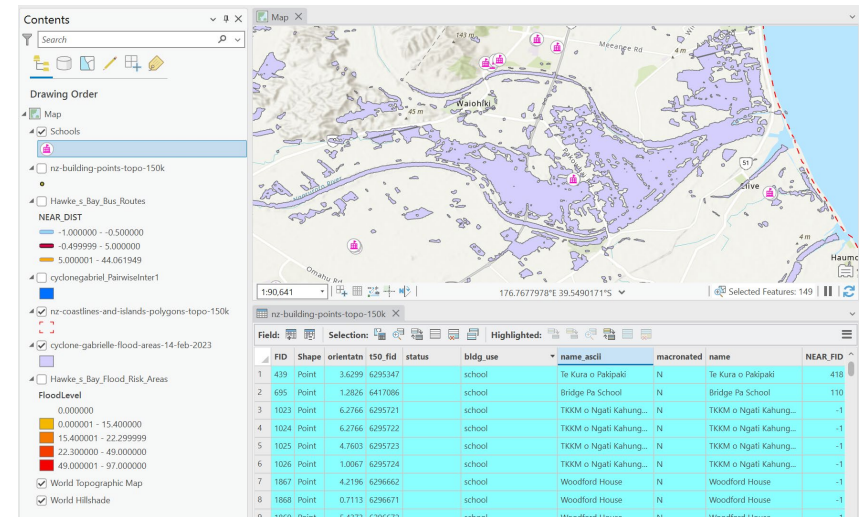 Contents
Search
Drawing Order
Map
Schools
nz-building-points-topo-150k
Hawke_s_Bay_Bus_Routes
NEAR_DIST
-1.000000 - -0.500000
-0.499999 - 5.000000
5.000001 - 44.061949
cyclonegabriel_PairwiseInter1
nz-coastlines-and-islands-polygons-topo-150k
cyclone-gabrielle-flood-areas-14-feb-2023
Hawke_s_Bay_Flood_Risk_Areas
FloodLevel
0.000000
0.000001 - 15.400000
15.400001 - 22.299999
22.300000 - 49.000000
49.000001 - 97.000000
World Topographic Map
World Hillshade
Map
143 m
Meeanee Rd
4 m
Waiohiki
45 m
51
Clive
4 m
Omahu Rd
Haumo
1:90,641
176.7677978°E 39.5490171°S
Selected Features: 149
nz-building-points-topo-150k
Field:
Selection:
Highlighted:
FID Shape orientatn t50_fid status bldg_use name_ascii macronated name NEAR_FID
1 439 Point 3.6299 6295347 school Te Kura o Pakipaki N Te Kura o Pakipaki 418
2 695 Point 1.2826 6417086 school Bridge Pa School N Bridge Pa School 110
3 1023 Point 6.2766 6295721 school TKKM o Ngati Kahung... N TKKM o Ngati Kahung... -1
4 1024 Point 6.2766 6295722 school TKKM o Ngati Kahung... N TKKM o Ngati Kahung... -1
5 1025 Point 4.7603 6295723 school TKKM o Ngati Kahung... N TKKM o Ngati Kahung... -1
6 1026 Point 1.0067 6295724 school TKKM o Ngati Kahung... N TKKM o Ngati Kahung... -1
7 1867 Point 4.2196 6296662 school Woodford House N Woodford House -1
8 1868 Point 0.7113 6296671 school Woodford House N Woodford House -1